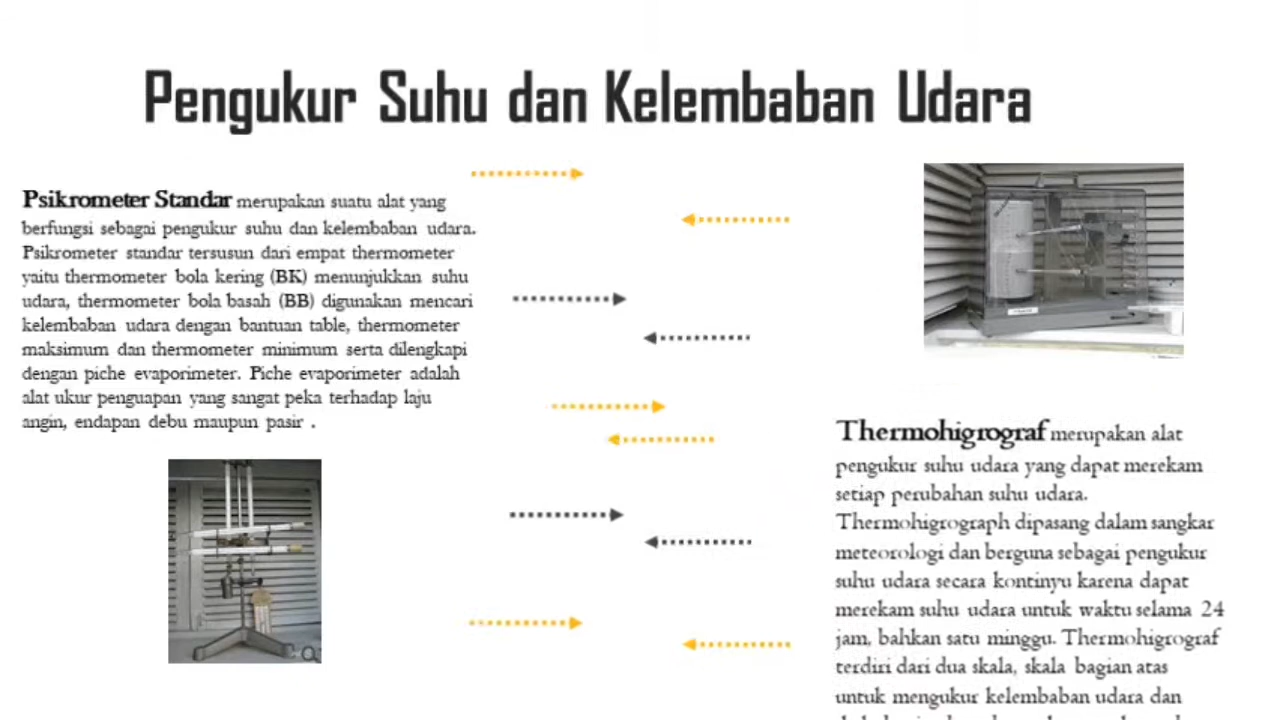 Pengukur Suhu dan Kelembaban Udara
Psikrometer Standar merupakan suatu alat yang
berfungsi sebagai pengukur suhu dan kelembaban udara.
Psikrometer standar tersusun dari empat thermometer
yaitu thermometer bola kering (BK) menunjukkan suhu
udara, thermometer bola basah (BB) digunakan mencari
kelembaban udara dengan bantuan table, thermometer
maksimum dan thermometer minimum serta dilengkapi
dengan piche evaporimeter. Piche evaporimeter adalah
alat ukur penguapan yang sangat peka terhadap laju
angin, endapan debu maupun pasir .
Thermohigrograf merupakan alat
pengukur suhu udara yang dapat merekam
setiap perubahan suhu udara.
Thermohigrograph dipasang dalam sangkar
meteorologi dan berguna sebagai pengukur
suhu udara secara kontinyu karena dapat
merekam suhu udara untuk waktu selama 24
jam, bahkan satu minggu. Thermohigrograf
terdiri dari dua skala, skala bagian atas
untuk mengukur kelembaban udara dan